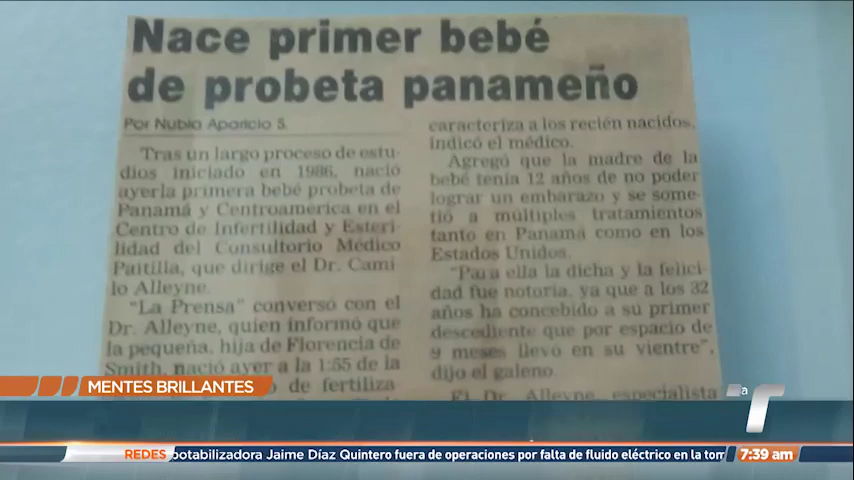 Nace primer bebé
de probeta panameño
Por Nubia Aparicio S.
Tras un largo proceso de estu-
dios iniciado en 1986, nació
ayer la primera bebé probeta de
Panamá y Centroamérica en el
Centro de Infertilidad y Esteri-
lidad del Consultorio Médico
Paitilla, que dirige el Dr. Cami-
lo Alleyne.
"La Prensa" conversó con el
Dr. Alleyne, quien informó que
la pequeña, hija de Florencia de
Smith, nació ayer a la 1:55 de la
de fertiliza-
caracteriza a los recién nacidos,
indicó el médico.
Agregó que la madre de la
bebé tenía 12 años de no poder
lograr un embarazo y se some-
tió a múltiples tratamientos
tanto en Panamá como en los
Estados Unidos.
"Para ella la dicha y la felici-
dad fue notoria, ya que a los 32
años ha concebido a su primer
descediente que por espacio de
9 meses llevó en su vientre",
dijo el galeno.
El Dr. Alleyne, especialista
MENTES BRILLANTES
REDES
potabilizadora Jaime Díaz Quintero fuera de operaciones por falta de fluido eléctrico en la tom
7:39 am